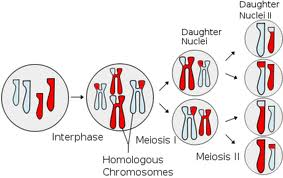 Daughter
Nuclei II
Daughter
Nuclei
Interphase
Meiosis I
Homologous
Chromosomes
Meiosis II